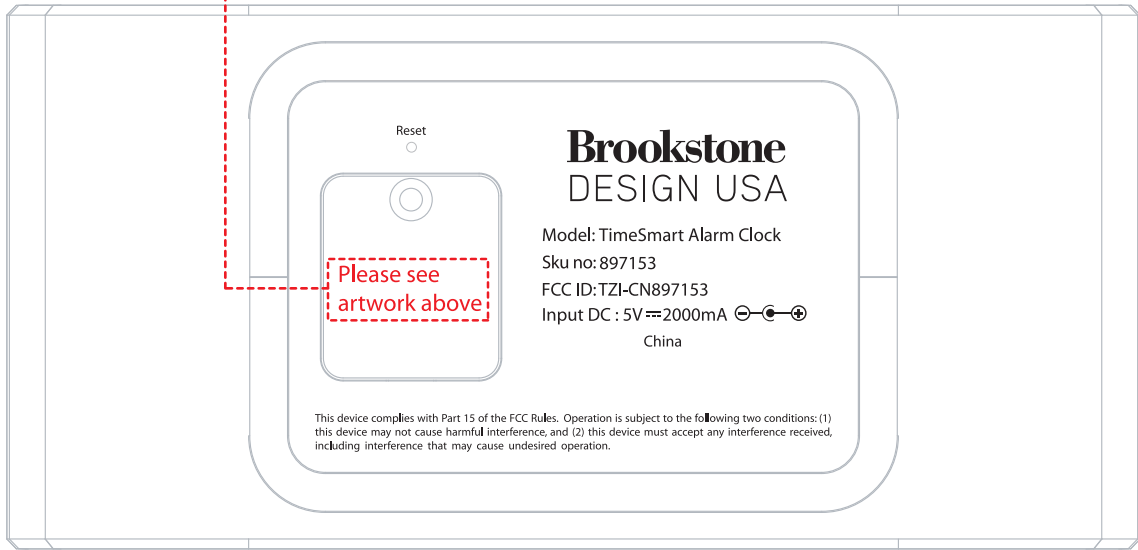 Reset
Brookstone
DESIGN USA
Model: TimeSmart Alarm Clock
Sku no: 897153
FCC ID: TZI-CN897153
Input DC : 5V⎓2000mA
China
Please see
artwork above
This device complies with Part 15 of the FCC Rules. Operation is subject to the following two conditions: (1)
this device may not cause harmful interference, and (2) this device must accept any interference received,
including interference that may cause undesired operation.